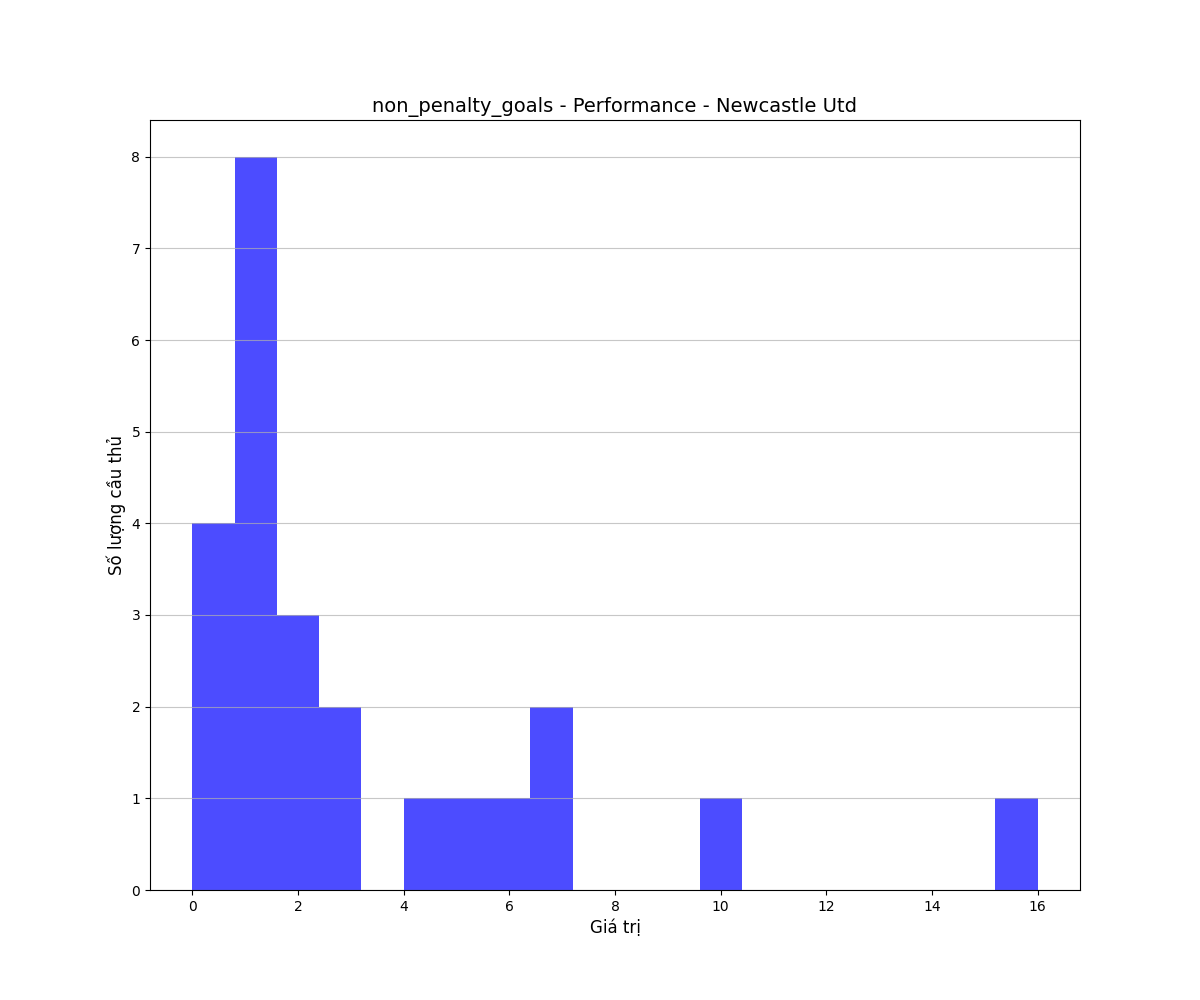 non_penalty_goals - Performance - Newcastle Utd
8
7
6
5
4
3
2
1
0
Số lượng cầu thủ
0 2 4 6 8 10 12 14 16
Giá trị